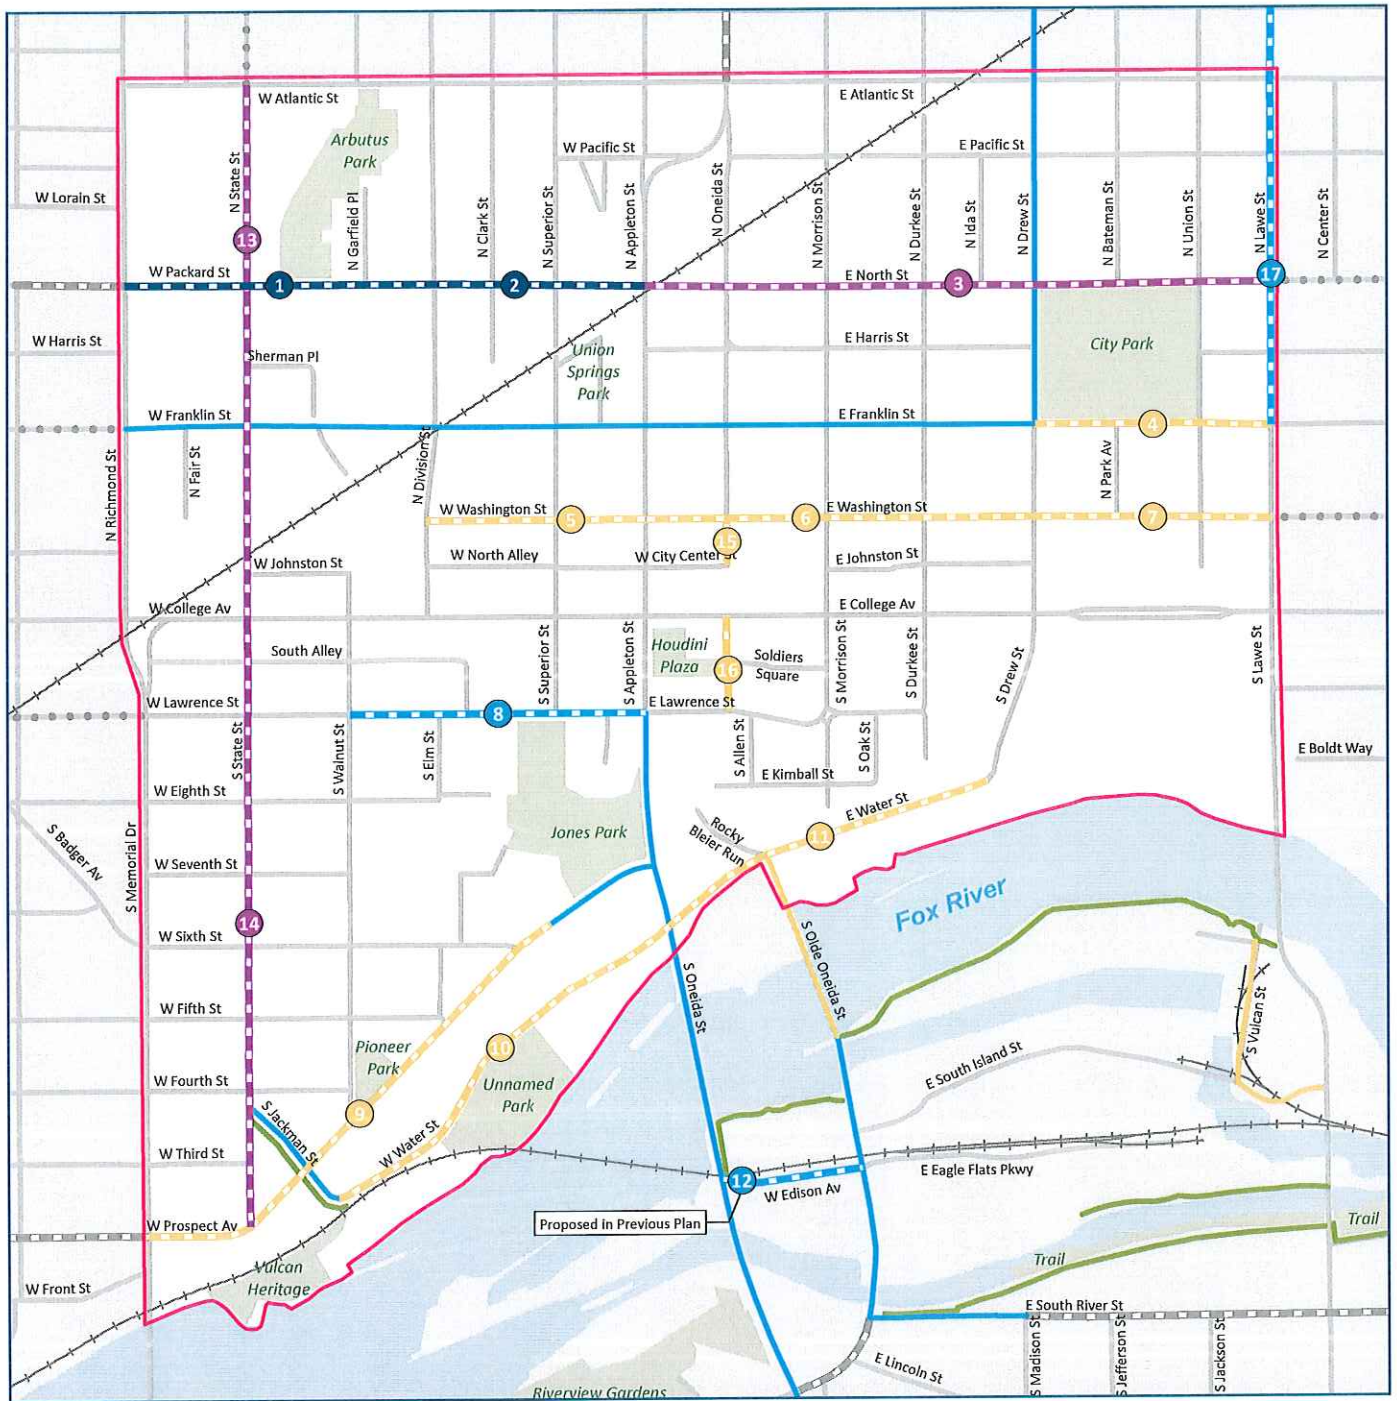 W Atlantic St
E Atlantic St
Arbutus
Park
W Pacific St
E Pacific St
N State St
W Lorain St
N Garfield Pl
N Clark St
N Superior St
N Appleton St
N Oneida St
N Morrison St
N Durkee St
N Ida St
N Drew St
N Bateman St
N Union St
N Lawe St
N Center St
13
W Packard St
1
2
E North St
3
17
W Harris St
Sherman Pl
Union
Springs
Park
E Harris St
City Park
W Franklin St
E Franklin St
4
N Richmond St
N Fair St
N Division St
N Park Av
W Washington St
5
6
E Washington St
7
15
W North Alley
W City Center St
E Johnston St
W Johnston St
W College Av
E College Av
South Alley
S Superior St
S Appleton St
Houdini
Plaza
16
Soldiers
Square
S Morrison St
S Durkee St
S Drew St
S Lawe St
W Lawrence St
8
E Lawrence St
S State St
S Walnut St
S Elm St
S Allen St
S Oak St
E Boldt Way
E Kimball St
W Eighth St
E Water St
S Badger Av
S Memorial Dr
Jones Park
Rocky
Bleier Run
11
W Seventh St
Fox River
14
W Sixth St
S Oneida St
S Olde Oneida St
W Fifth St
S Vulcan St
Pioneer
Park
10
Unnamed
Park
E South Island St
W Fourth St
9
S Jackman St
W Water St
W Third St
12
W Edison Av
E Eagle Flats Pkwy
Proposed in Previous Plan
W Prospect Av
Trail
Trail
Vulcan
Heritage
W Front St
E South River St
S Madison St
S Jefferson St
S Jackson St
E Lincoln St
Riverview Gardens